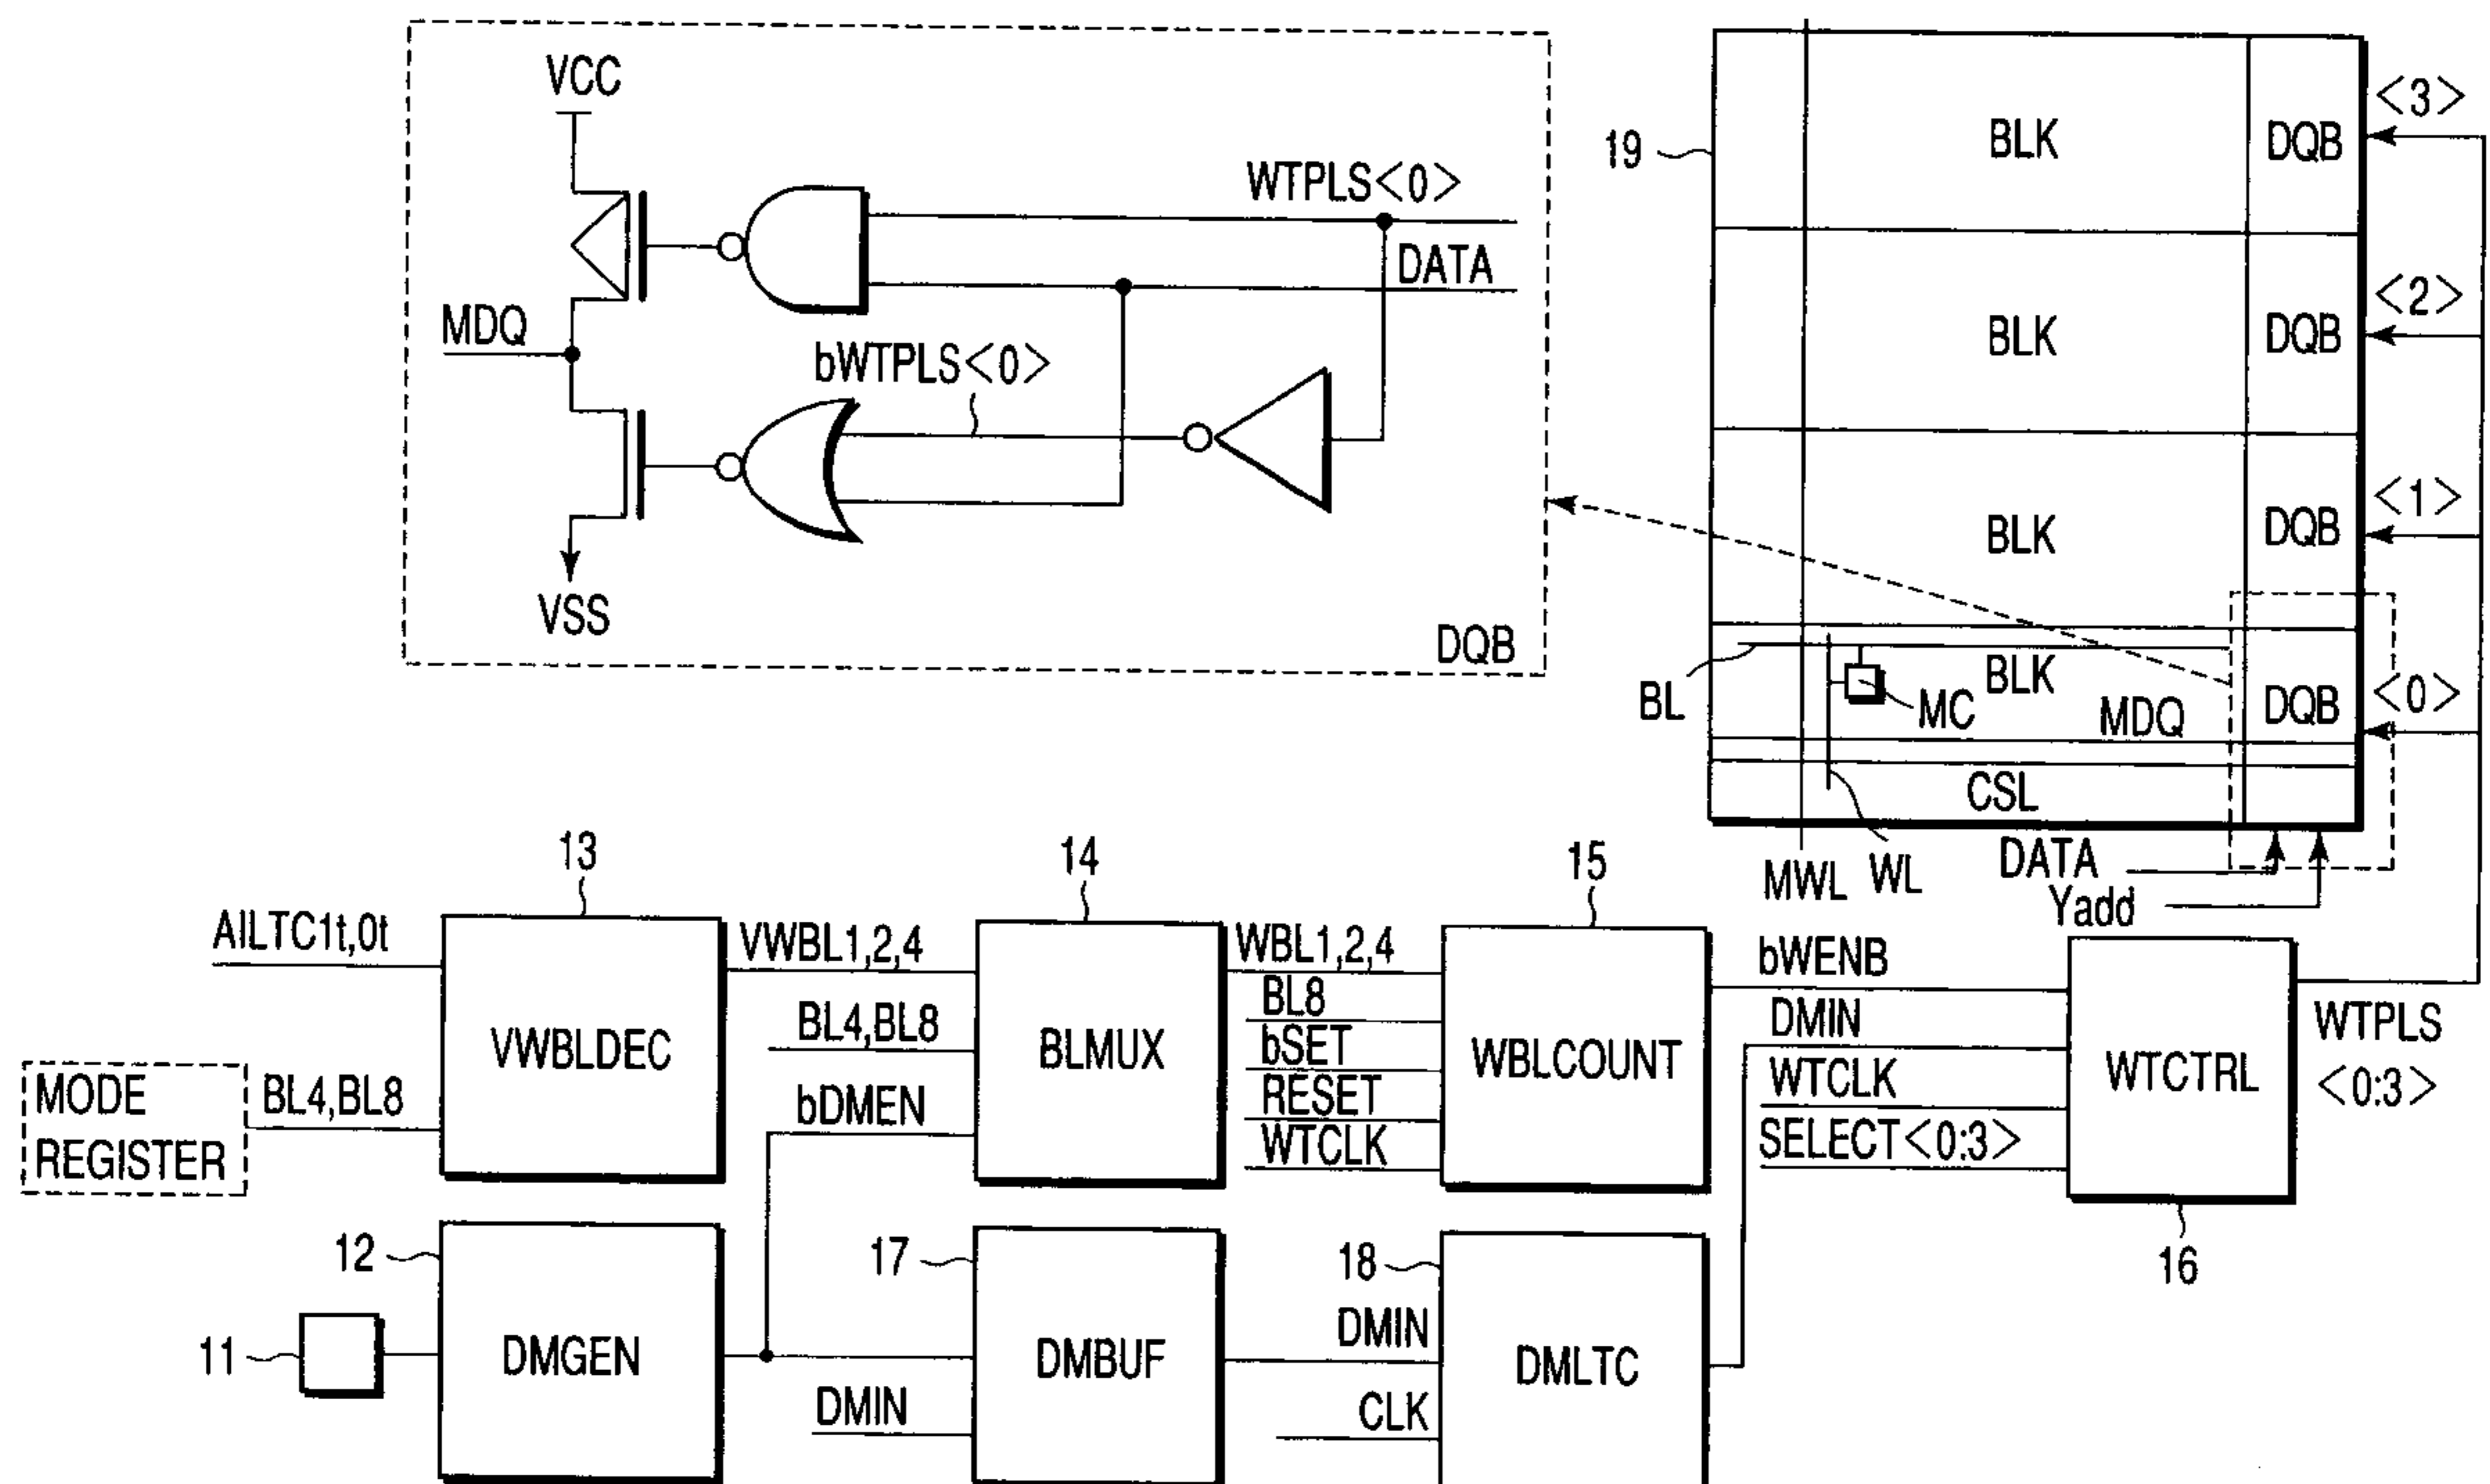 VCC
WTPLS<0>
DATA
MDQ
bWTPLS<0>
VSS
DQB
19
BLK
DQB
<3>
BLK
DQB
<2>
BLK
DQB
<1>
BL
BLK
MC
MDQ
DQB
<0>
CSL
MWL
WL
DATA
Yadd
13
14
15
AILTC1t,0t
VWBLDEC
VWBL1,2,4
BL4,BL8
bDMEN
BLMUX
WBL1,2,4
BL8
bSET
RESET
WTCLK
WBLCOUNT
bWENB
DMIN
WTCLK
SELECT<0:3>
WTCTRL
WTPLS
<0:3>
16
MODE
REGISTER
BL4,BL8
12
11
DMGEN
17
DMBUF
DMIN
18
DMIN
CLK
DMLTC